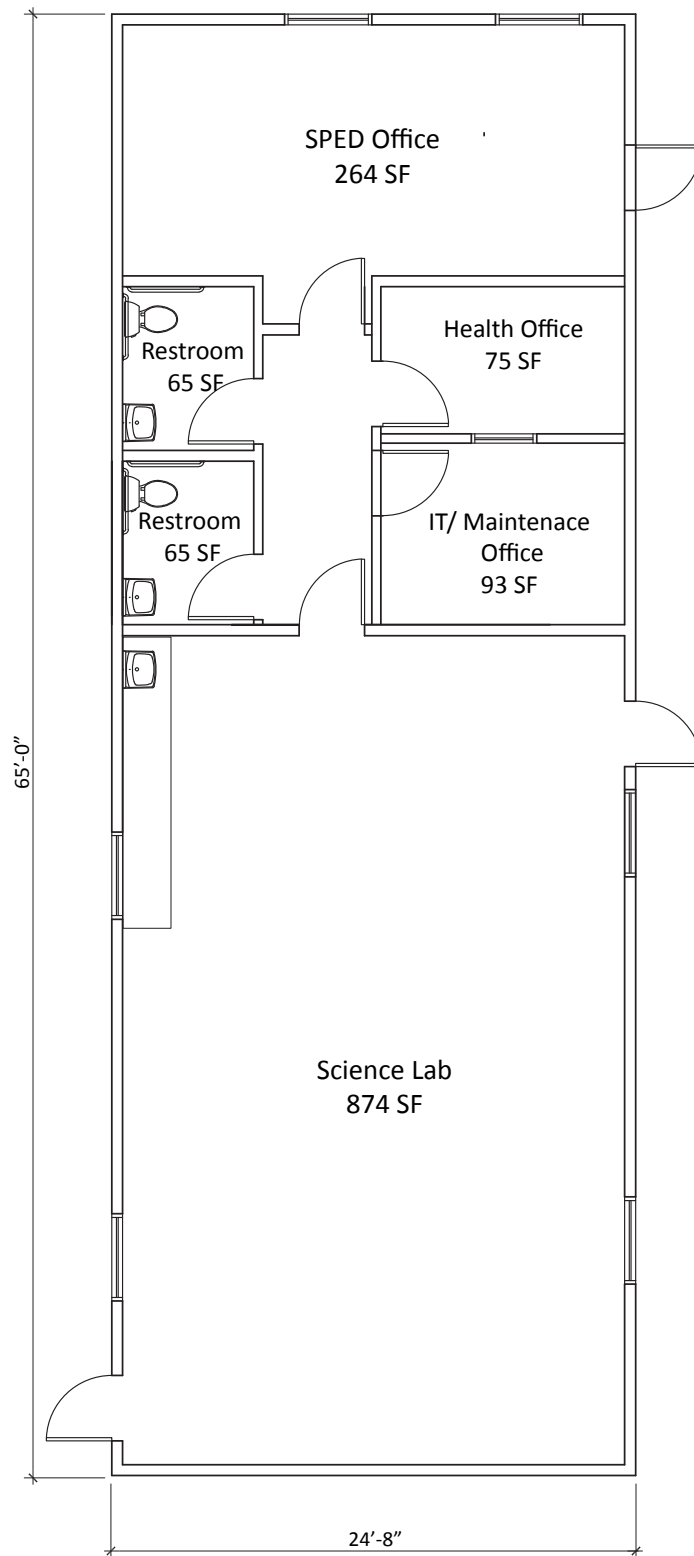 SPED Office
264 SF
Health Office
75 SF
Restroom
65 SF
IT/ Maintenace
Office
93 SF
Restroom
65 SF
65’-0”
Science Lab
874 SF
24’-8”